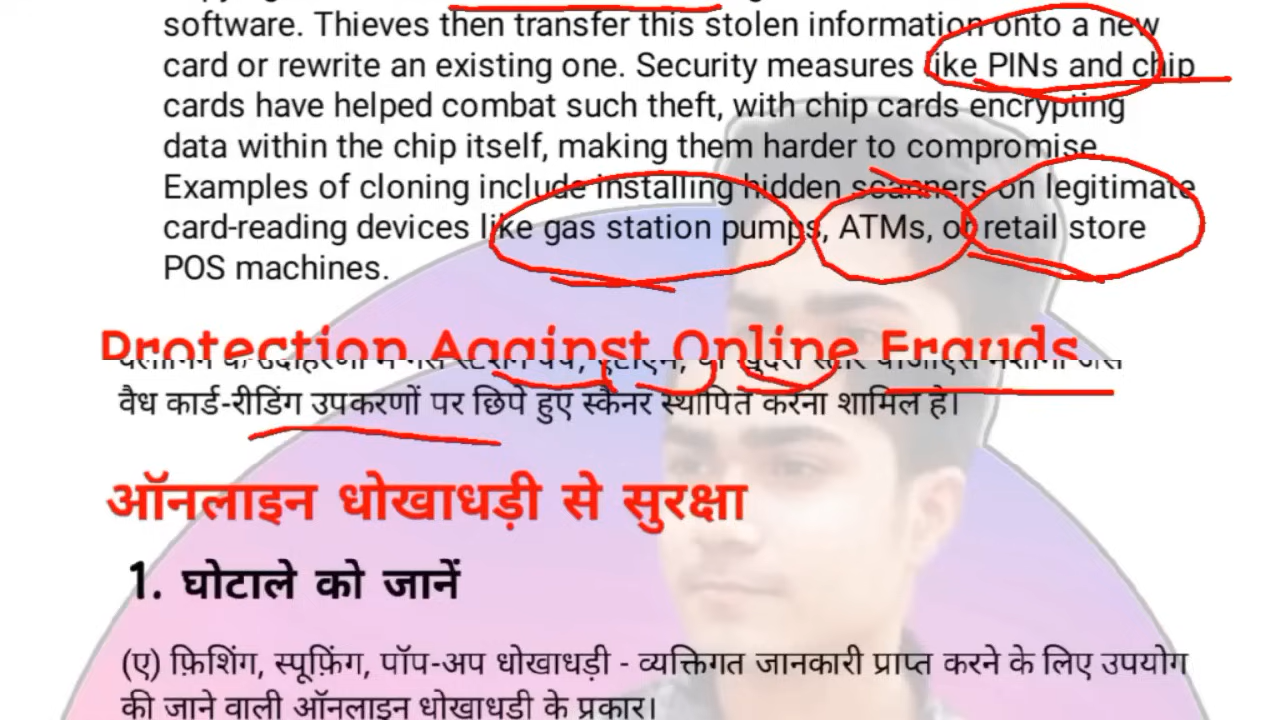 software. Thieves then transfer this stolen information onto a new
card or rewrite an existing one. Security measures like PINs and chip
cards have helped combat such theft, with chip cards encrypting
data within the chip itself, making them harder to compromise.
Examples of cloning include installing hidden scanners on legitimate
card-reading devices like gas station pumps, ATMs, or retail store
POS machines.
Protection Against Online Frauds
वैध कार्ड-रीडिंग उपकरणों पर छिपे हुए स्कैनर स्थापित करना शामिल है।
ऑनलाइन धोखाधड़ी से सुरक्षा
1. घोटाले को जानें
(ए) फ़िशिंग, स्पूफ़िंग, पॉप-अप धोखाधड़ी - व्यक्तिगत जानकारी प्राप्त करने के लिए उपयोग
की जाने वाली ऑनलाइन धोखाधड़ी के प्रकार।